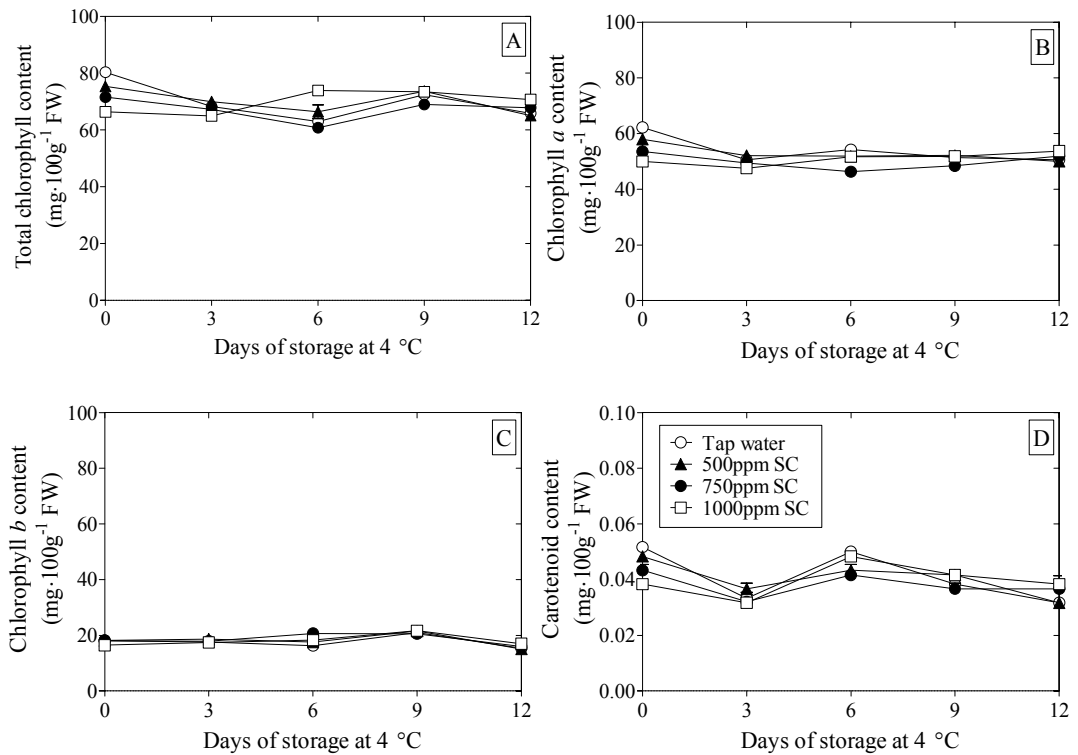 Total chlorophyll content
(mg·100g⁻¹ FW)
100
80
60
40
20
0
A
0 3 6 9 12
Days of storage at 4 °C
Chlorophyll a content
(mg·100g⁻¹ FW)
100
80
60
40
20
0
B
0 3 6 9 12
Days of storage at 4 °C
Chlorophyll b content
(mg·100g⁻¹ FW)
100
80
60
40
20
0
C
0 3 6 9 12
Days of storage at 4 °C
Carotenoid content
(mg·100g⁻¹ FW)
0.10
0.08
0.06
0.04
0.02
0.00
D
Tap water
500ppm SC
750ppm SC
1000ppm SC
0 3 6 9 12
Days of storage at 4 °C